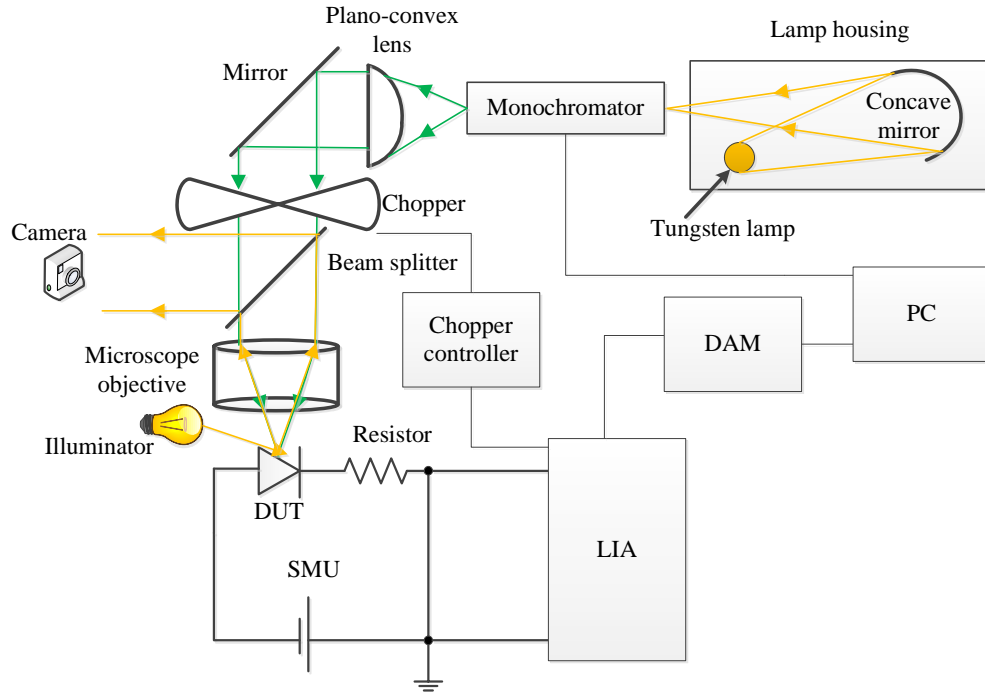 Plano-convex
lens
Lamp housing
Mirror
Monochromator
Concave
mirror
Chopper
Tungsten lamp
Camera
Beam splitter
PC
Chopper
controller
DAM
Microscope
objective
Illuminator
Resistor
DUT
LIA
SMU